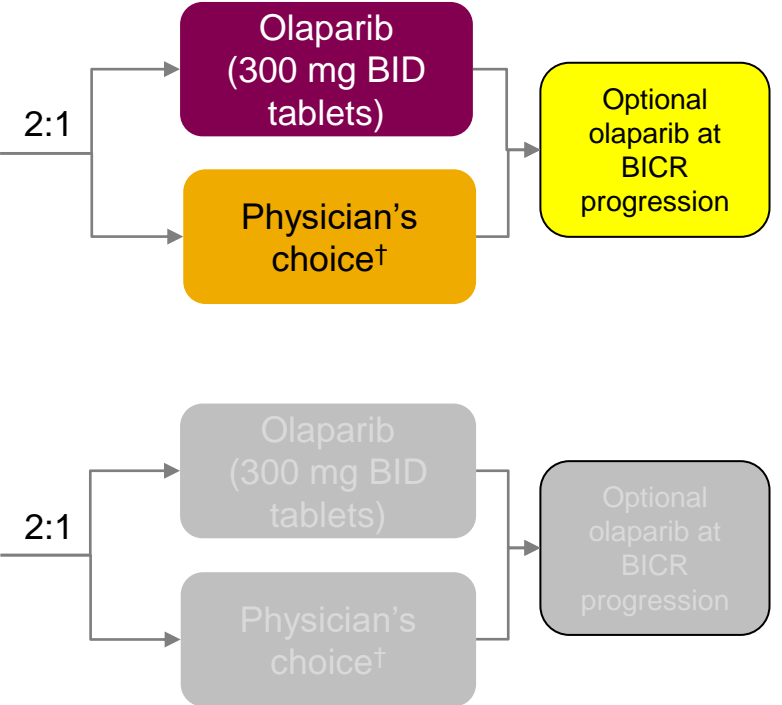 2:1
Olaparib
(300 mg BID
tablets)
Physician's
choice†
Optional
olaparib at
BICR
progression
2:1
Olaparib
(300 mg BID
tablets)
Physician's
choice†
Optional
olaparib at
BICR
progression